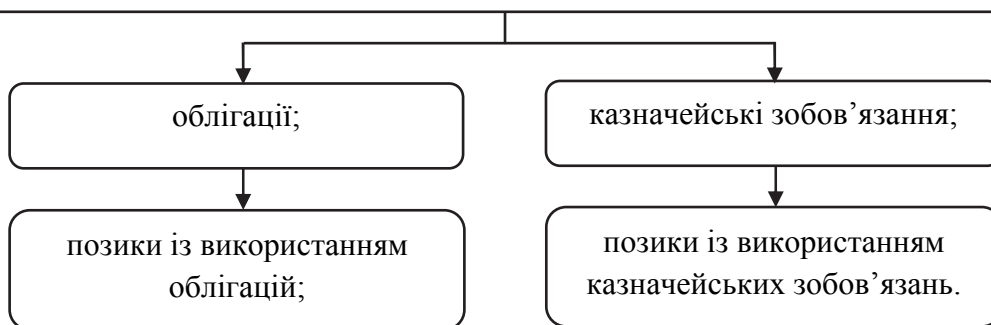 облігації;
казначейські зобов’язання;
позики із використанням
облігацій;
позики із використанням
казначейських зобов’язань.